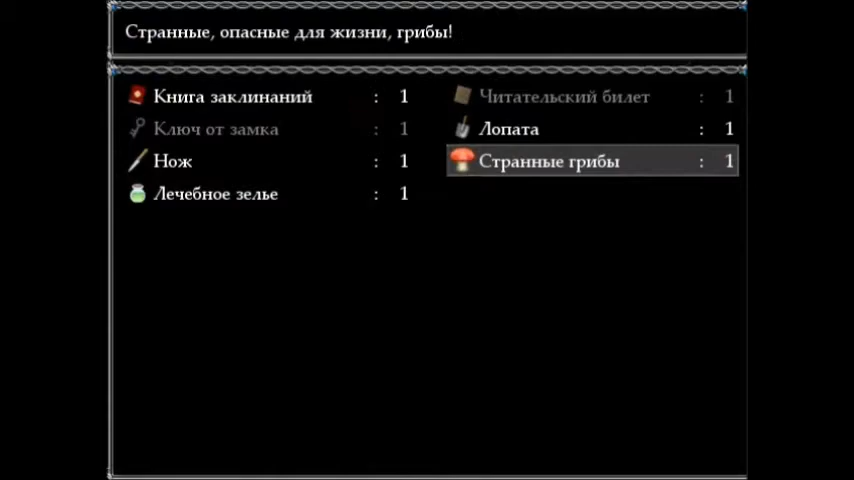 Странные, опасные для жизни, грибы!
Книга заклинаний : 1 Читательский билет : 1
Ключ от замка : 1 Лопата : 1
Нож : 1 Странные грибы : 1
Лечебное зелье : 1